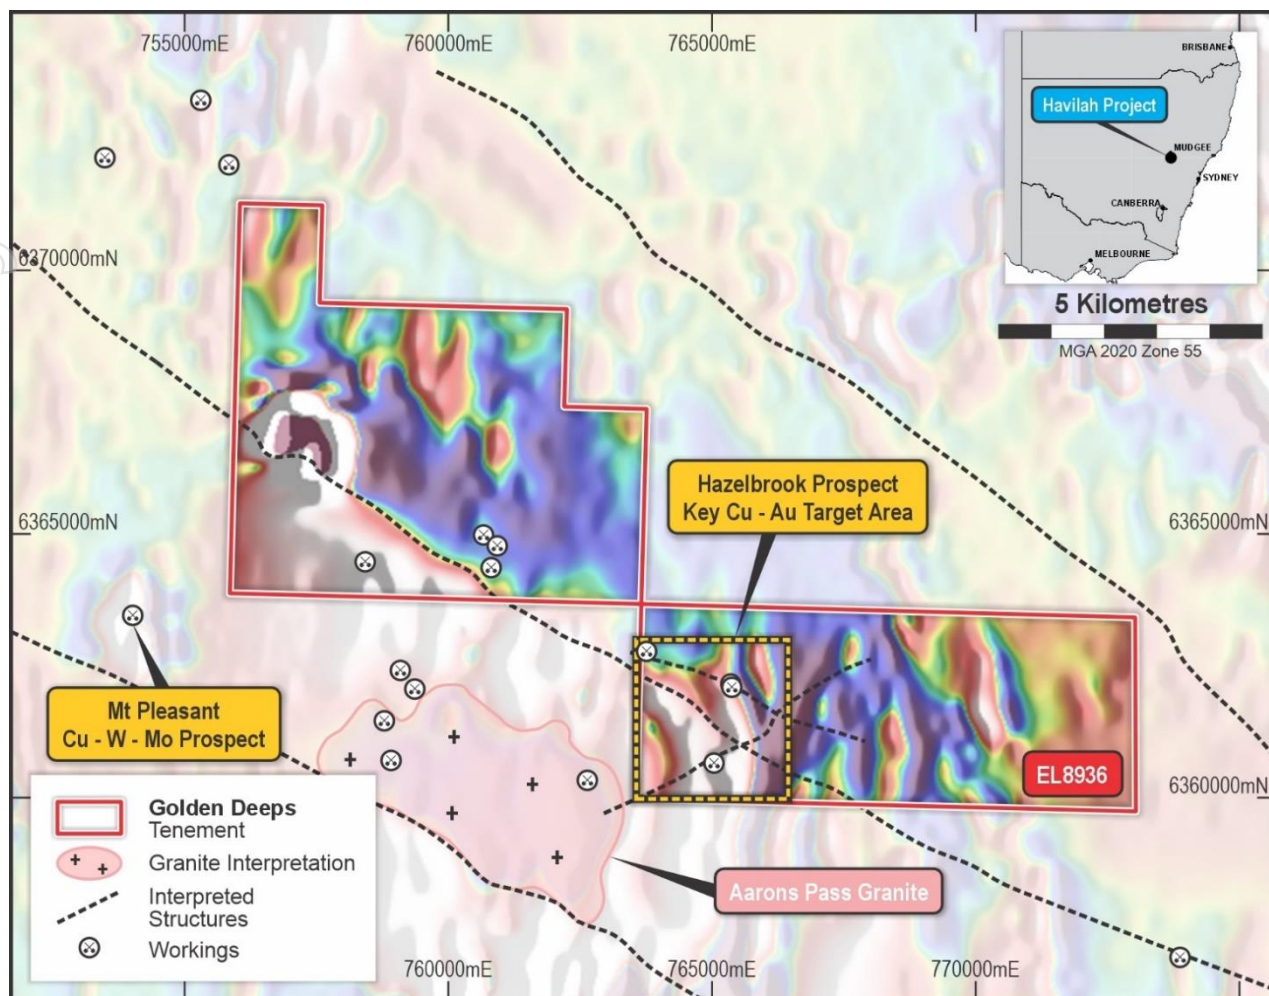 755000mE
760000mE
765000mE
BRISBANE
Havilah Project
MUDGEE
SYDNEY
CANBERRA
MELBOURNE
5 Kilometres
MGA 2020 Zone 55
6370000mN
6365000mN
6365000mN
Hazelbrook Prospect
Key Cu - Au Target Area
Mt Pleasant
Cu - W - Mo Prospect
EL8936
6360000mN
Golden Deeps
Tenement
Granite Interpretation
Interpreted
Structures
Workings
Aarons Pass Granite
760000mE
765000mE
770000mE